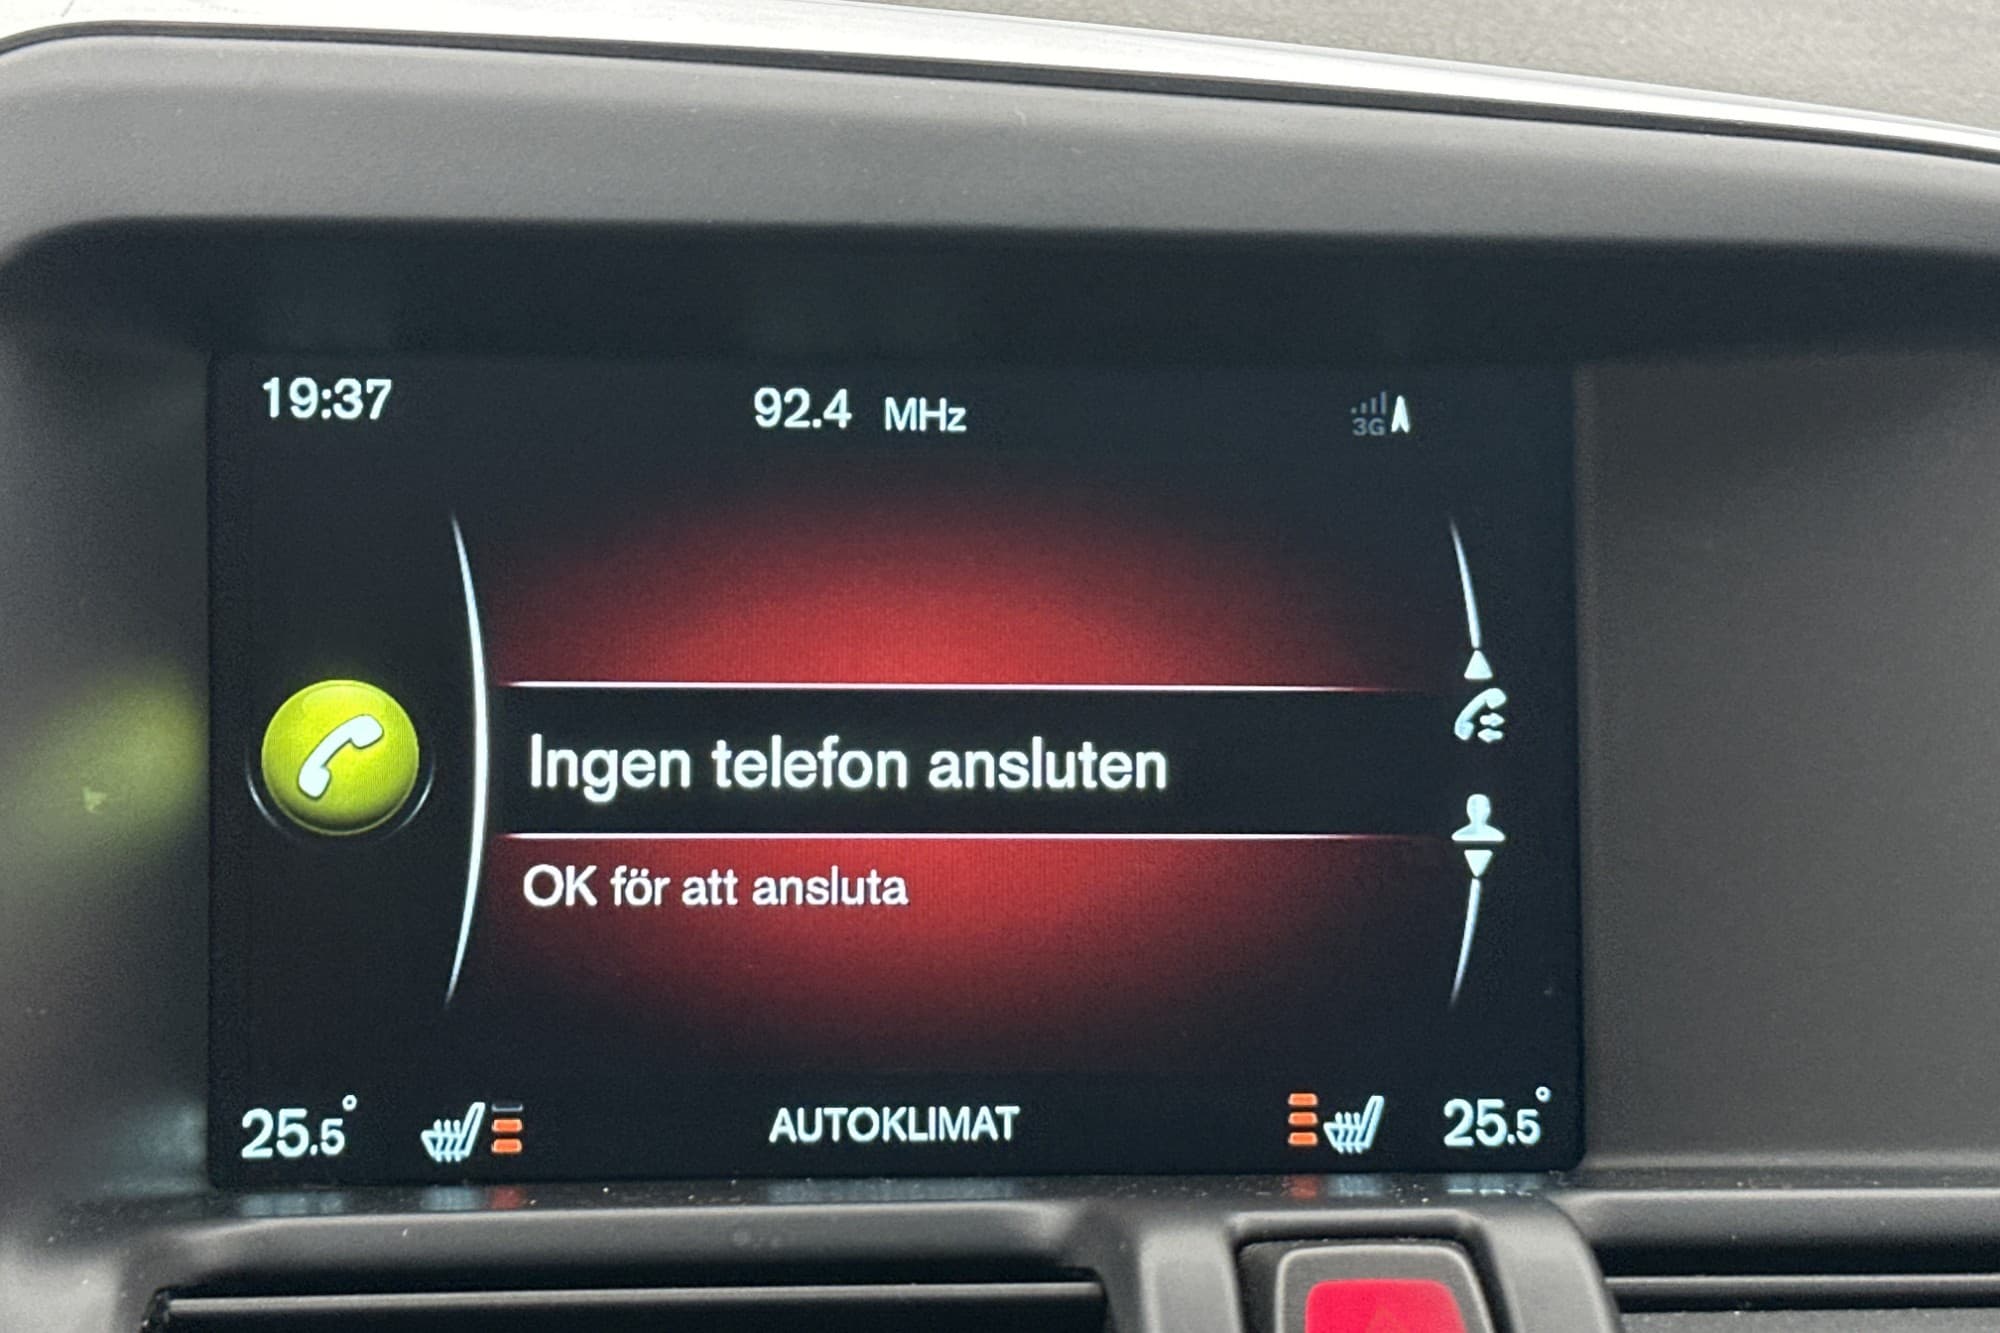 19:37
92.4 MHz
3G
Ingen telefon ansluten
OK för att ansluta
25.5°
AUTOKLIMAT
25.5°